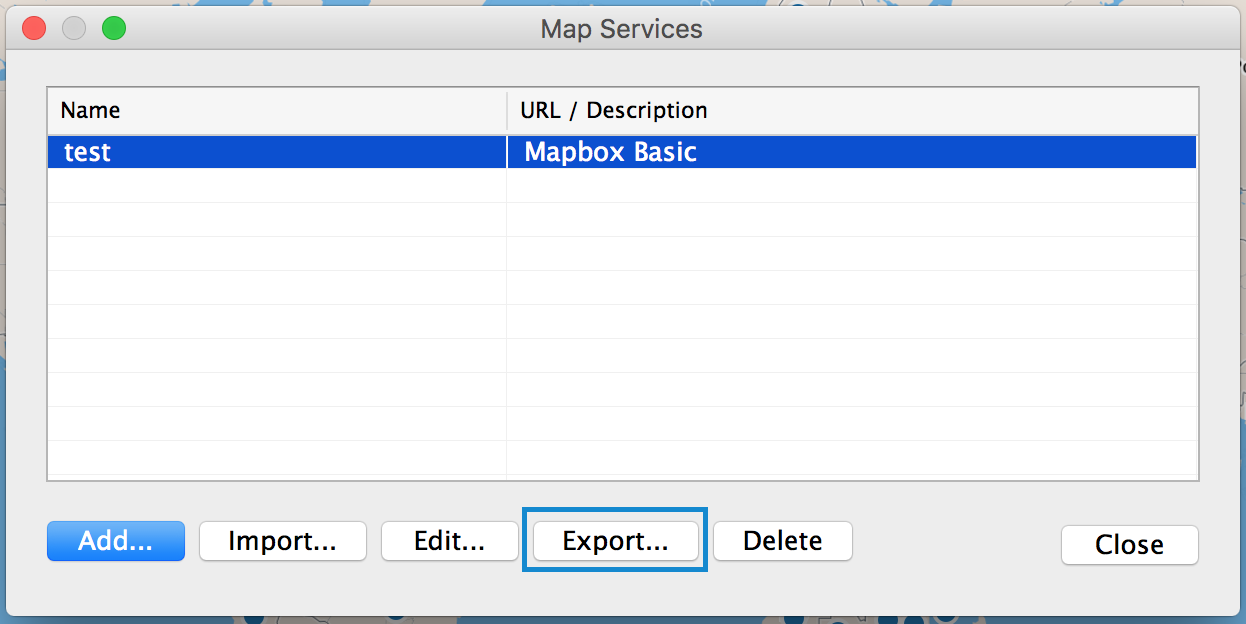 Map Services
Name URL / Description
test Mapbox Basic
Add... Import... Edit... Export... Delete Close